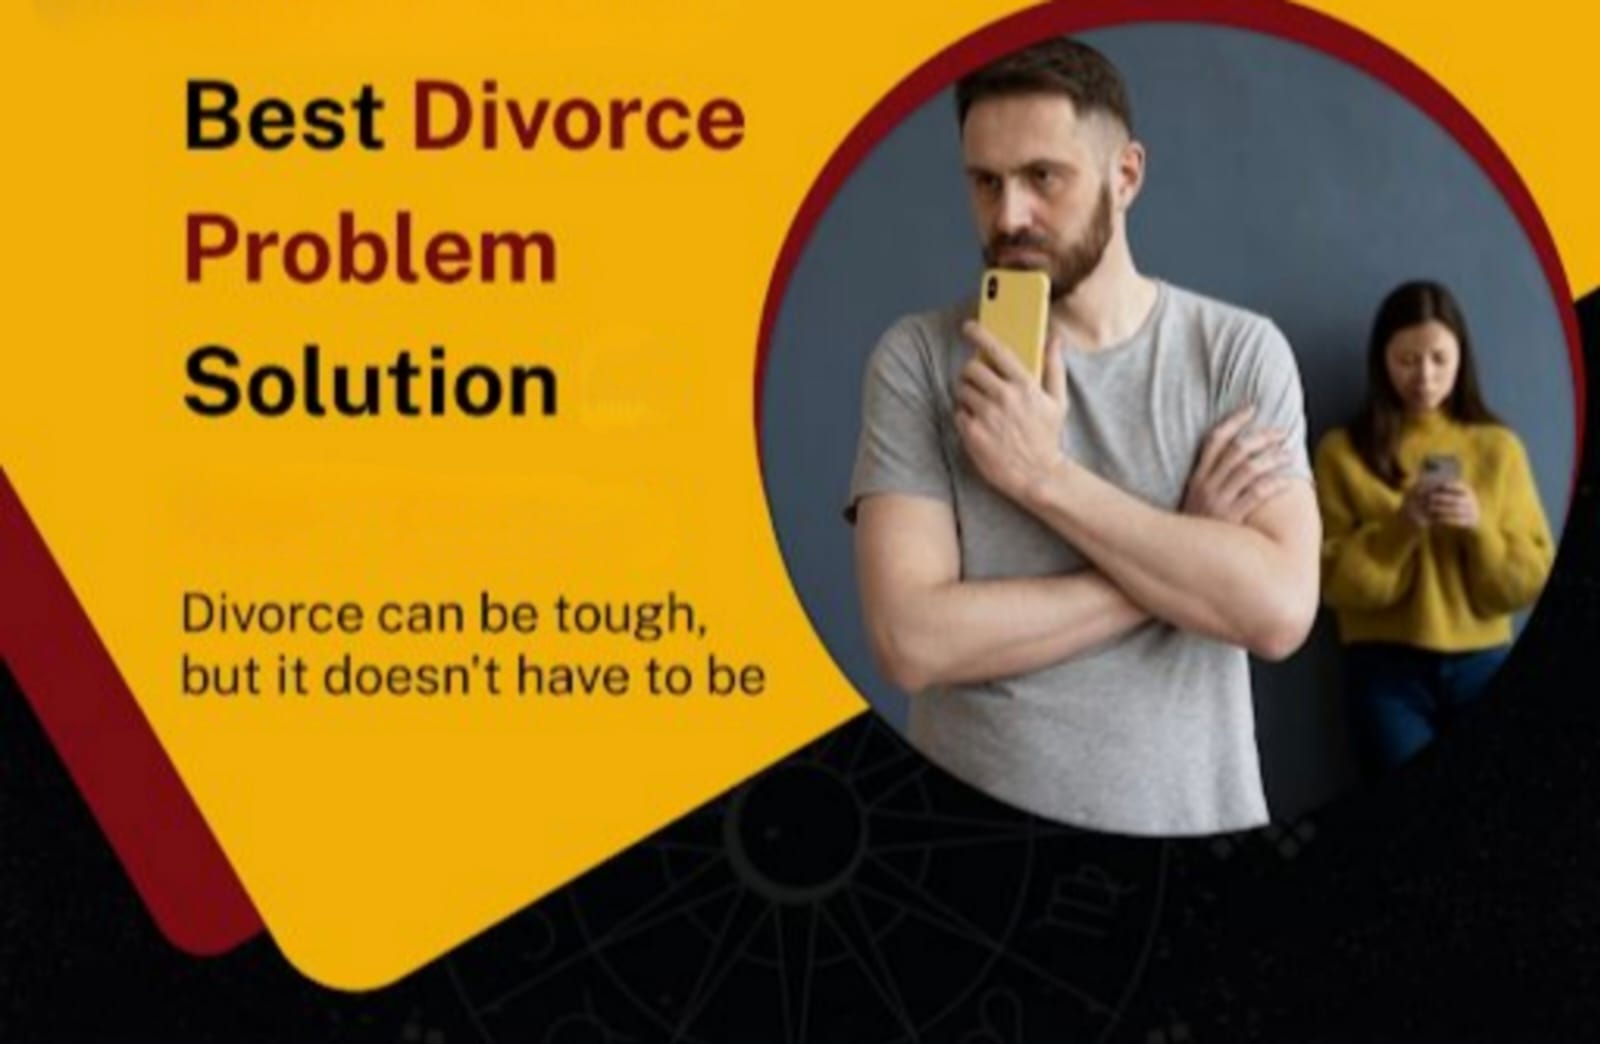 Best Divorce
Problem
Solution
Divorce can be tough,
but it doesn't have to be